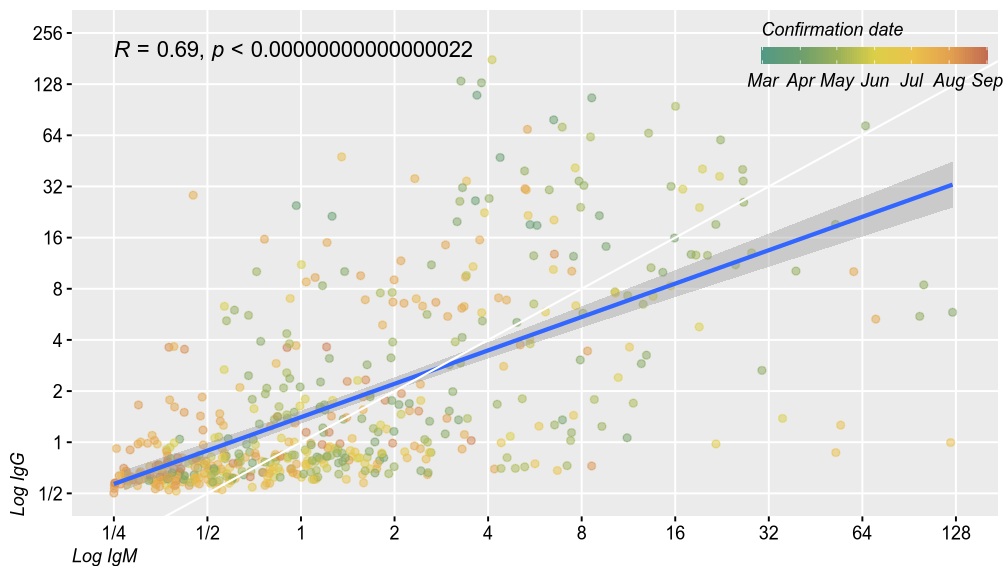 256
Confirmation date
R = 0.69, p < 0.00000000000000022
128
Mar Apr May Jun Jul Aug Sep
64
32
16
8
4
2
1
1/2
Log IgG
1/4 1/2 1 2 4 8 16 32 64 128
Log IgM